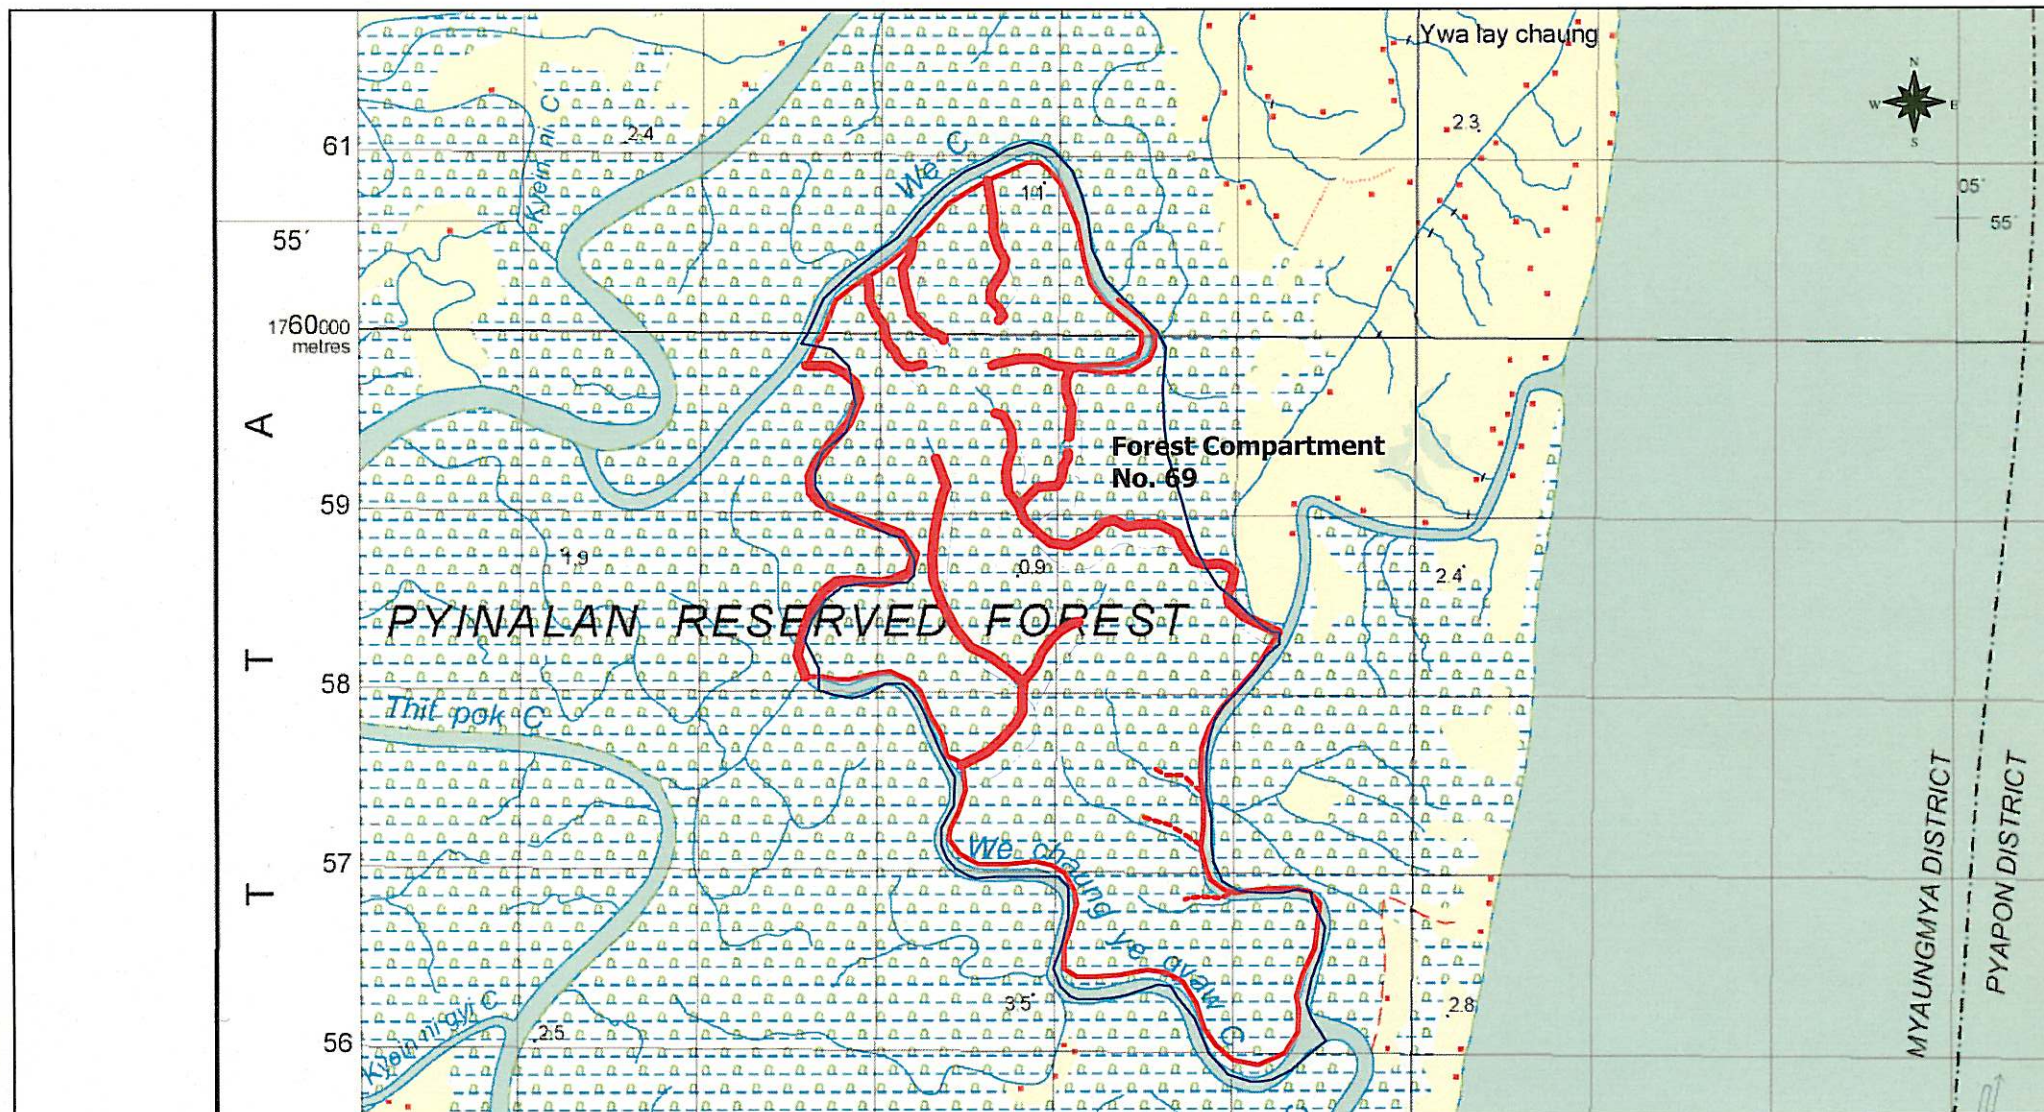 Ywa lay chaung
N
W E
S
Kyein ni C
2.4
2.3
61
We C
1.1
05'
55'
55'
1760000
metres
A
Forest Compartment
No. 69
59
1.9
0.9
2.4
PYINALAN RESERVED FOREST
T
58
Thit pok C
57
We chaung ye gyaw C
T
MYAUNGMYA DISTRICT
PYAPON DISTRICT
3.5
2.8
Kyein ni gyi C
2.5
56